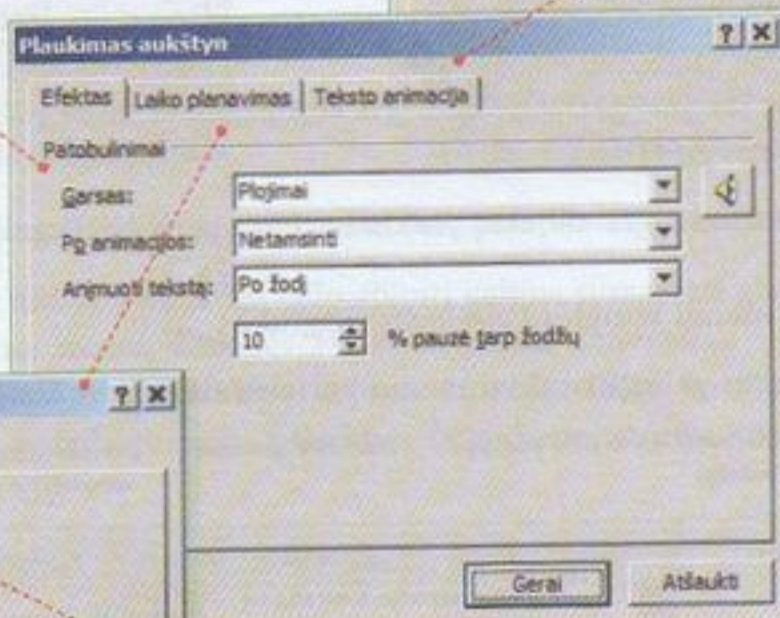 Plaukimas aukštyn
Efektas Laiko planavimas Teksto animacija
Patobulinimai
Garsas: Plojimai
Po animacijos: Netamsinti
Animuoti tekstą: Po žodį
10 % pauzė tarp žodžių
Gerai Atšaukti